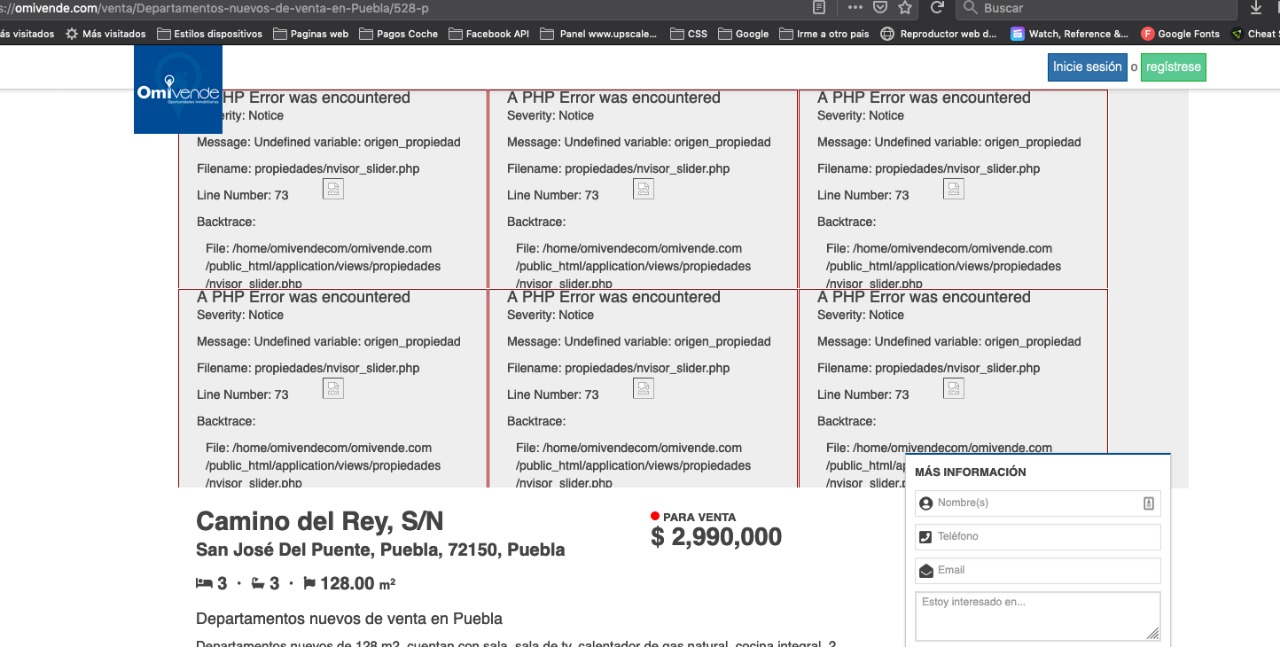 s://omivende.com/venta/Departamentos-nuevos-de-venta-en-Puebla/528-p
Buscar
ás visitados
Más visitados
Estilos dispositivos
Paginas web
Pagos Coche
Facebook API
Panel www.upscale...
CSS
Google
Irme a otro pais
Reproductor web d...
Watch, Reference &...
Google Fonts
Cheat
Omivende
Oportunidades inmobiliarias
Inicie sesión o regístrese
HP Error was encountered
erity: Notice
Message: Undefined variable: origen_propiedad
Filename: propiedades/nvisor_slider.php
Line Number: 73
Backtrace:
File: /home/omivendecom/omivende.com
/public_html/application/views/propiedades
/nvisor_slider.php
A PHP Error was encountered
Severity: Notice
Message: Undefined variable: origen_propiedad
Filename: propiedades/nvisor_slider.php
Line Number: 73
Backtrace:
File: /home/omivendecom/omivende.com
/public_html/application/views/propiedades
/nvisor_slider.php
A PHP Error was encountered
Severity: Notice
Message: Undefined variable: origen_propiedad
Filename: propiedades/nvisor_slider.php
Line Number: 73
Backtrace:
File: /home/omivendecom/omivende.com
/public_html/application/views/propiedades
/nvisor_slider.php
A PHP Error was encountered
Severity: Notice
Message: Undefined variable: origen_propiedad
Filename: propiedades/nvisor_slider.php
Line Number: 73
Backtrace:
File: /home/omivendecom/omivende.com
/public_html/application/views/propiedades
/nvisor_slider.php
A PHP Error was encountered
Severity: Notice
Message: Undefined variable: origen_propiedad
Filename: propiedades/nvisor_slider.php
Line Number: 73
Backtrace:
File: /home/omivendecom/omivende.com
/public_html/application/views/propiedades
/nvisor_slider.php
A PHP Error was encountered
Severity: Notice
Message: Undefined variable: origen_propiedad
Filename: propiedades/nvisor_slider.php
Line Number: 73
Backtrace:
File: /home/omivendecom/omivende.com
/public_html/a
/nvisor_slider.php
Camino del Rey, S/N
San José Del Puente, Puebla, 72150, Puebla
3 · 3 · 128.00 m²
PARA VENTA
$ 2,990,000
Departamentos nuevos de venta en Puebla
Departamentos nuevos de 128 m2, cuentan con sala, sala de tv, calentador de gas natural, cocina integral, 2
MÁS INFORMACIÓN
Nombre(s)
Teléfono
Email
Estoy interesado en...